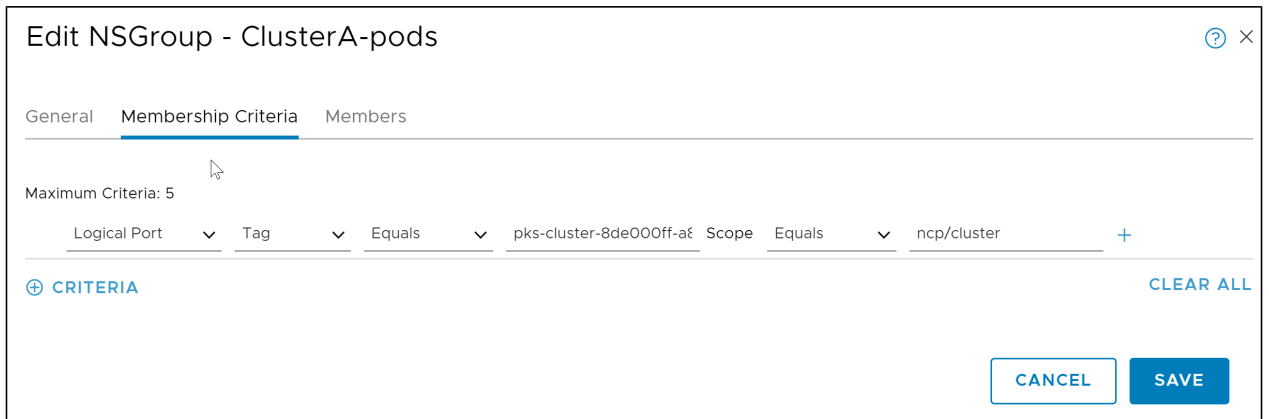 Edit NSGroup - ClusterA-pods
General Membership Criteria Members
Maximum Criteria: 5
Logical Port Tag Equals pks-cluster-8de000ff-a8 Scope Equals ncp/cluster +
CRITERIA
CLEAR ALL
CANCEL SAVE